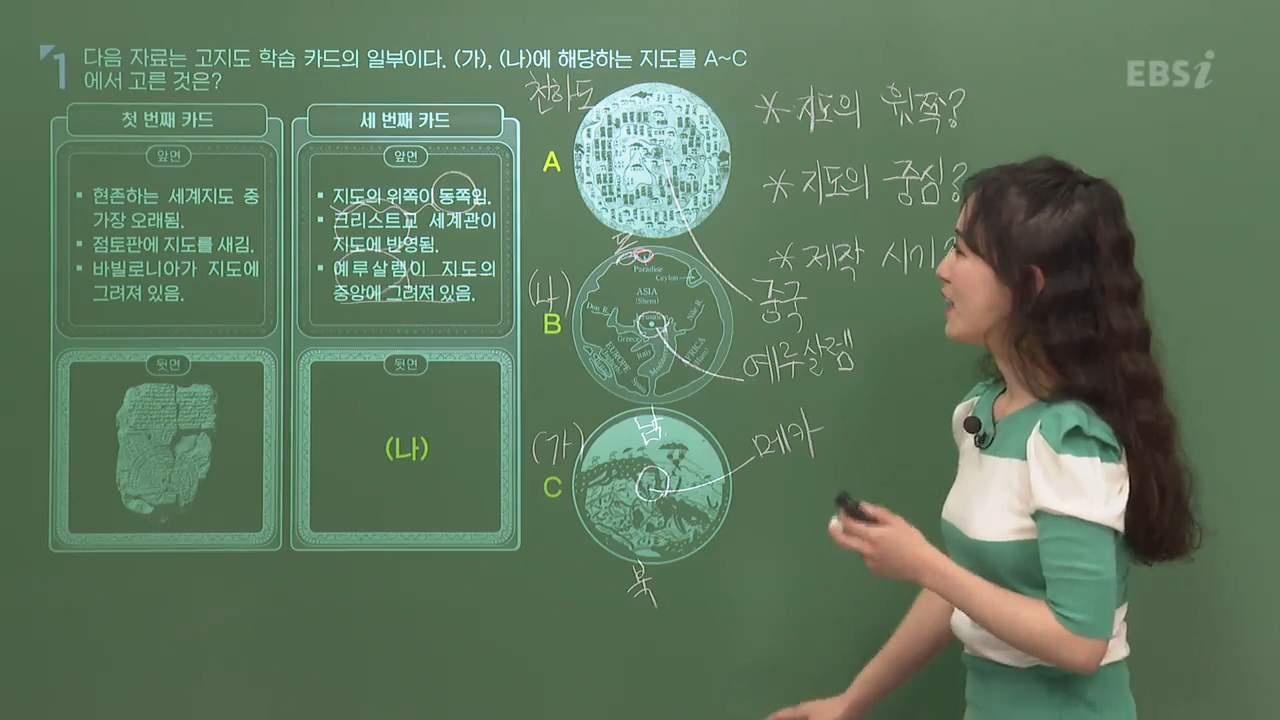 1
다음 자료는 고지도 학습 카드의 일부이다. (가), (나)에 해당하는 지도를 A~C
에서 고른 것은?
EBSi
첫 번째 카드
앞면
▪ 현존하는 세계지도 중
가장 오래됨.
▪ 점토판에 지도를 새김.
▪ 바빌로니아가 지도에
그려져 있음.
뒷면
세 번째 카드
앞면
▪ 지도의 위쪽이 동쪽임.
▪ 크리스트교 세계관이
지도에 반영됨.
▪ 예루살렘이 지도의
중앙에 그려져 있음.
뒷면
(나)
천하도
A
중국
동
(나)
B
Paradise
Ceylon
ASIA
(Shem)
Don R.
Nile R.
Greece
Italy
EUROPE
Spain
예루살렘
(가)
C
남
메카
북
* 지도의 위쪽?
* 지도의 중심?
* 제작 시기?